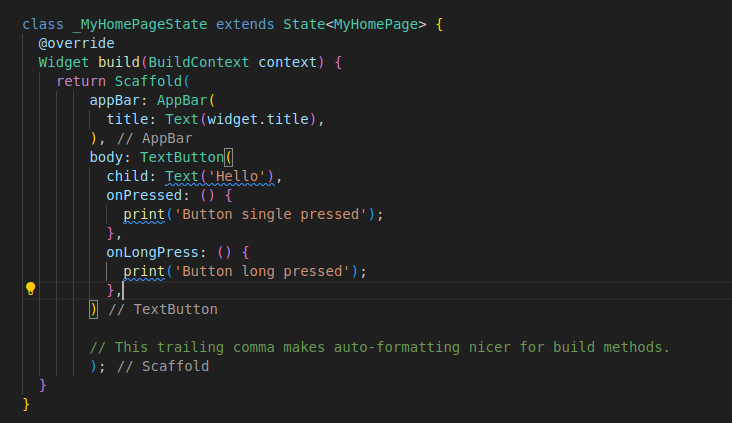 class _MyHomePageState extends State<MyHomePage> {
  @override
  Widget build(BuildContext context) {
    return Scaffold(
        appBar: AppBar(
          title: Text(widget.title),
        ), // AppBar
        body: TextButton(
          child: Text('Hello'),
          onPressed: () {
            print('Button single pressed');
          },
          onLongPress: () {
            print('Button long pressed');
          },
        ) // TextButton

        // This trailing comma makes auto-formatting nicer for build methods.
        ); // Scaffold
  }
}